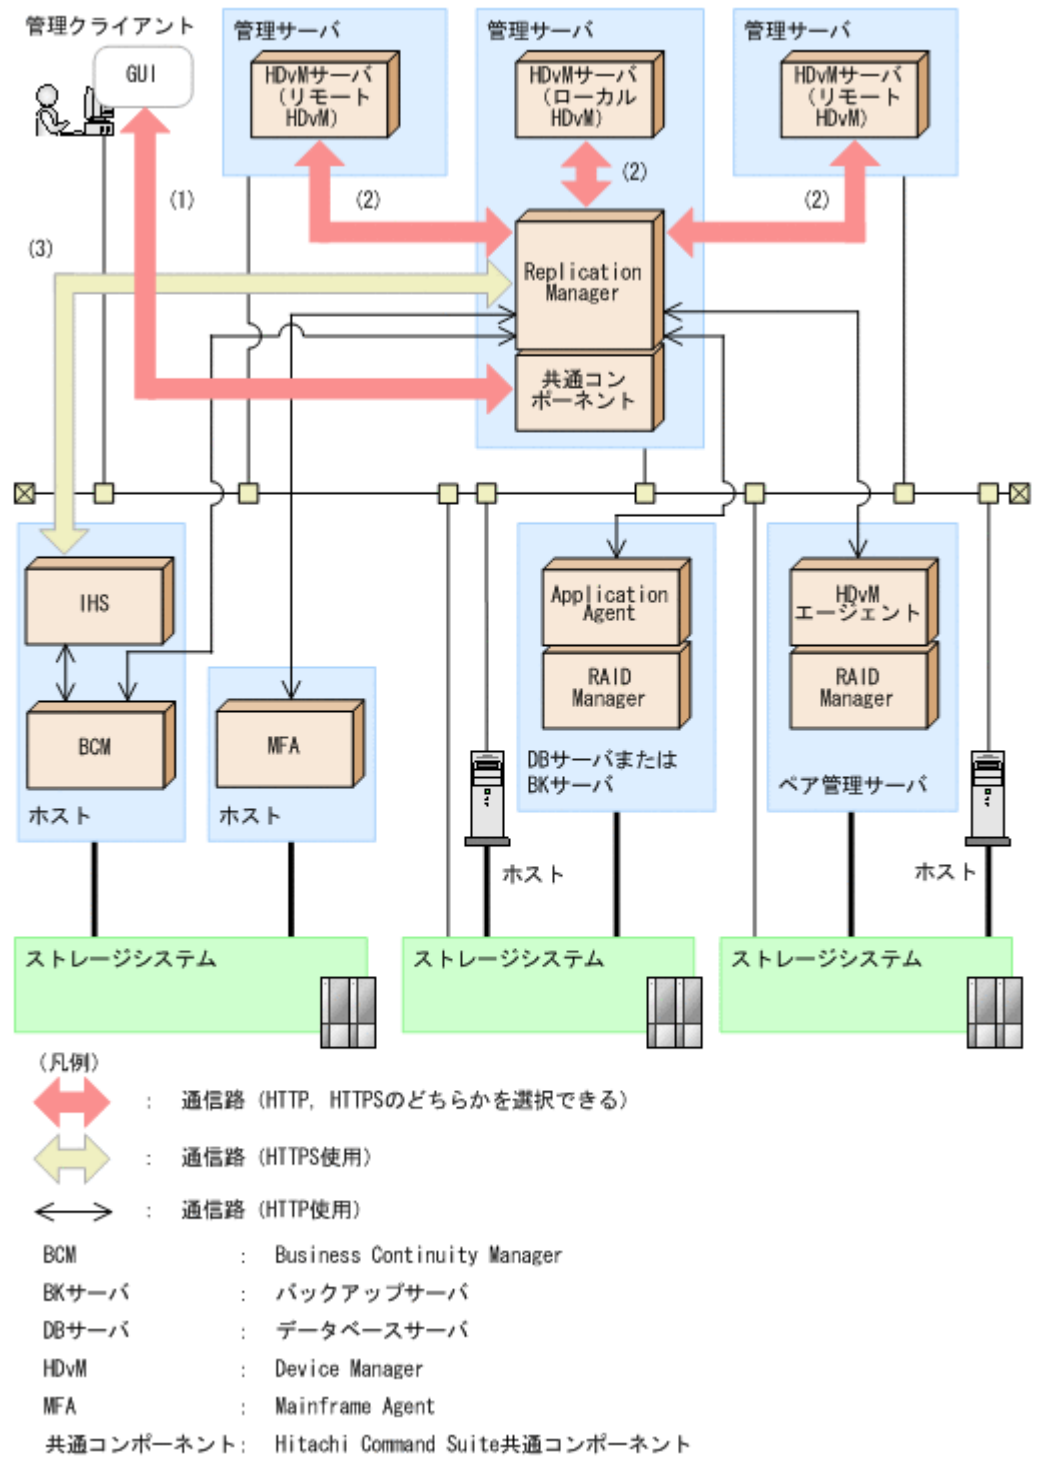 管理クライアント
GUI
管理サーバ
HDvMサーバ
(リモート
HDvM)
管理サーバ
HDvMサーバ
(ローカル
HDvM)
管理サーバ
HDvMサーバ
(リモート
HDvM)
(1)
(2)
(2)
(2)
(3)
Replication
Manager
共通コン
ポーネント
IHS
BCM
ホスト
MFA
ホスト
ホスト
Application
Agent
RAID
Manager
DBサーバまたは
BKサーバ
HDvM
エージェント
RAID
Manager
ペア管理サーバ
ホスト
ストレージシステム
ストレージシステム
ストレージシステム
(凡例)
: 通信路 (HTTP, HTTPSのどちらかを選択できる)
: 通信路 (HTTPS使用)
: 通信路 (HTTP使用)
BCM : Business Continuity Manager
BKサーバ : バックアップサーバ
DBサーバ : データベースサーバ
HDvM : Device Manager
MFA : Mainframe Agent
共通コンポーネント: Hitachi Command Suite共通コンポーネント